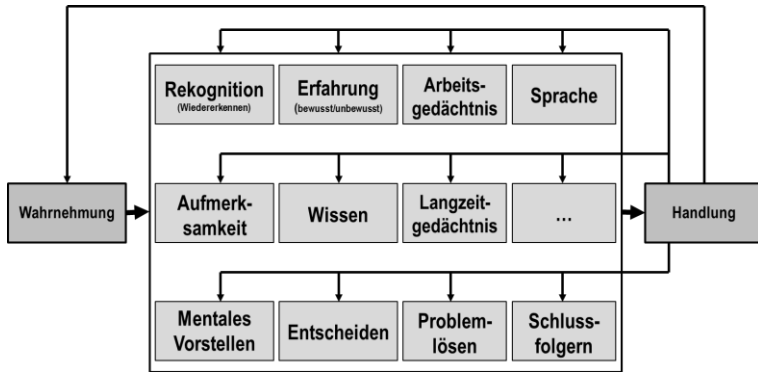 Rekognition
(Wiedererkennen)
Erfahrung
(bewusst/unbewusst)
Arbeits-
gedächtnis
Sprache
Wahrnehmung
Aufmerk-
samkeit
Wissen
Langzeit-
gedächtnis
...
Handlung
Mentales
Vorstellen
Entscheiden
Problem-
lösen
Schluss-
folgern